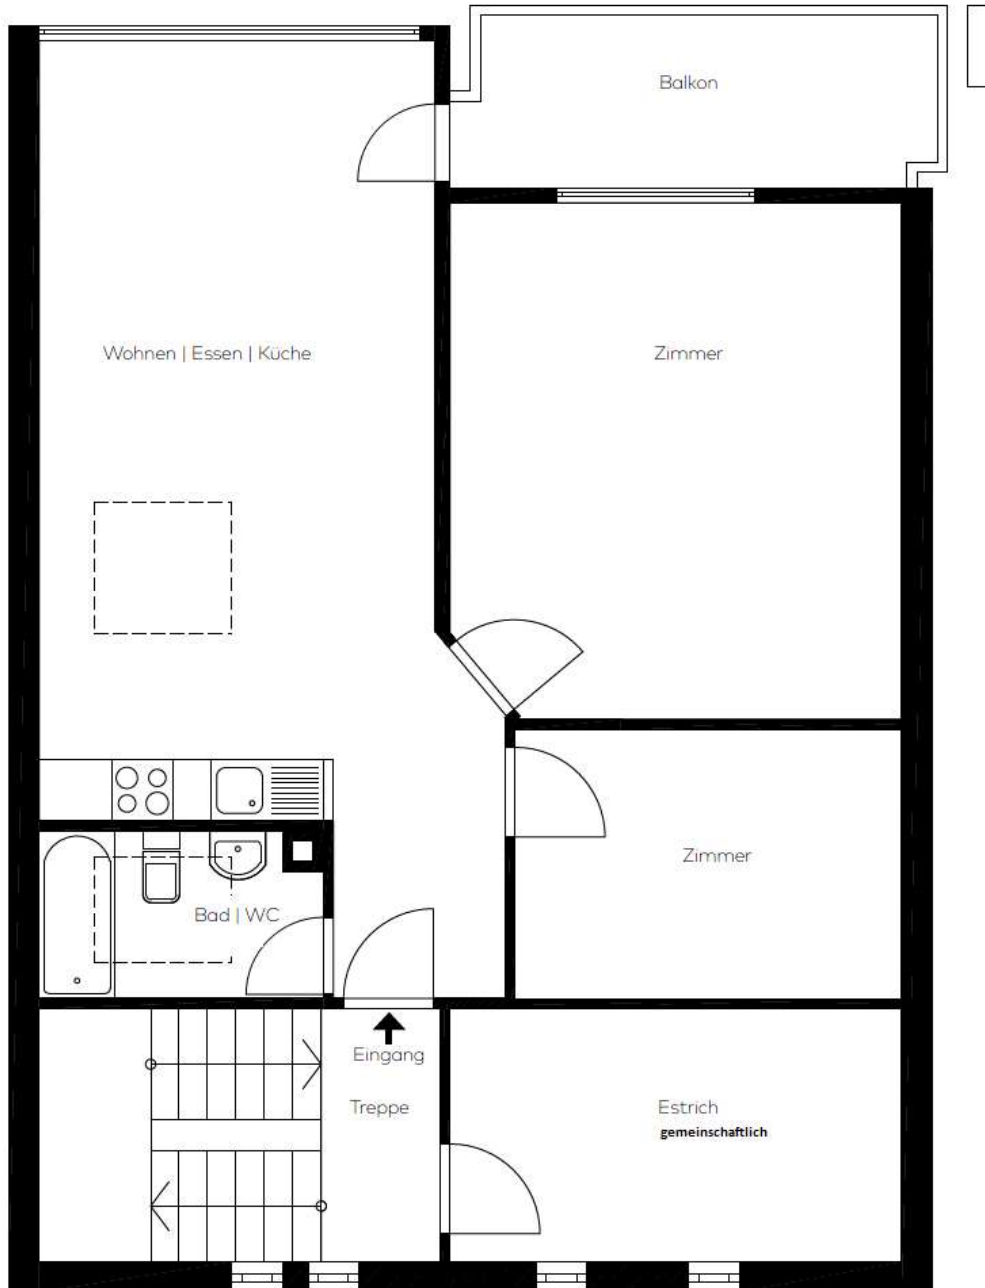 Balkon
Wohnen | Essen | Küche
Zimmer
Zimmer
Bad | WC
Eingang
Treppe
Estrich
gemeinschaftlich